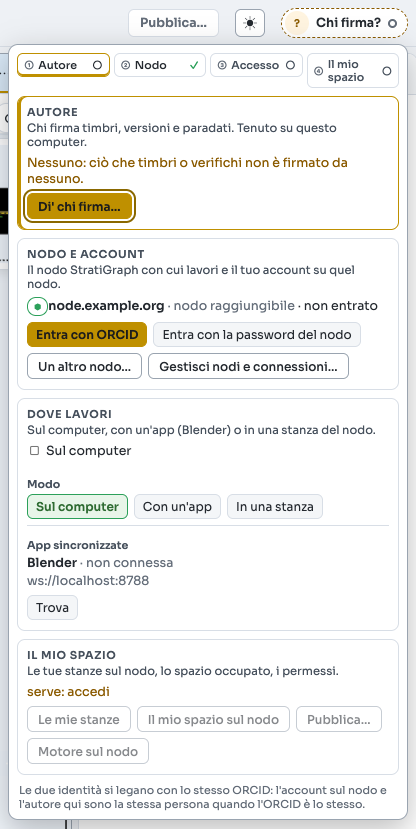 Pubblica...
? Chi firma?
① Autore
② Nodo ✓
③ Accesso
④ Il mio spazio
AUTORE
Chi firma timbri, versioni e paradati. Tenuto su questo
computer.
Nessuno: ciò che timbri o verifichi non è firmato da
nessuno.
Di' chi firma...
NODO E ACCOUNT
Il nodo StratiGraph con cui lavori e il tuo account su quel
nodo.
node.example.org · nodo raggiungibile · non entrato
Entra con ORCID
Entra con la password del nodo
Un altro nodo...
Gestisci nodi e connessioni...
DOVE LAVORI
Sul computer, con un'app (Blender) o in una stanza del nodo.
Sul computer
Modo
Sul computer
Con un'app
In una stanza
App sincronizzate
Blender · non connessa
ws://localhost:8788
Trova
IL MIO SPAZIO
Le tue stanze sul nodo, lo spazio occupato, i permessi.
serve: accedi
Le mie stanze
Il mio spazio sul nodo
Pubblica...
Motore sul nodo
Le due identità si legano con lo stesso ORCID: l'account sul nodo e
l'autore qui sono la stessa persona quando l'ORCID è lo stesso.